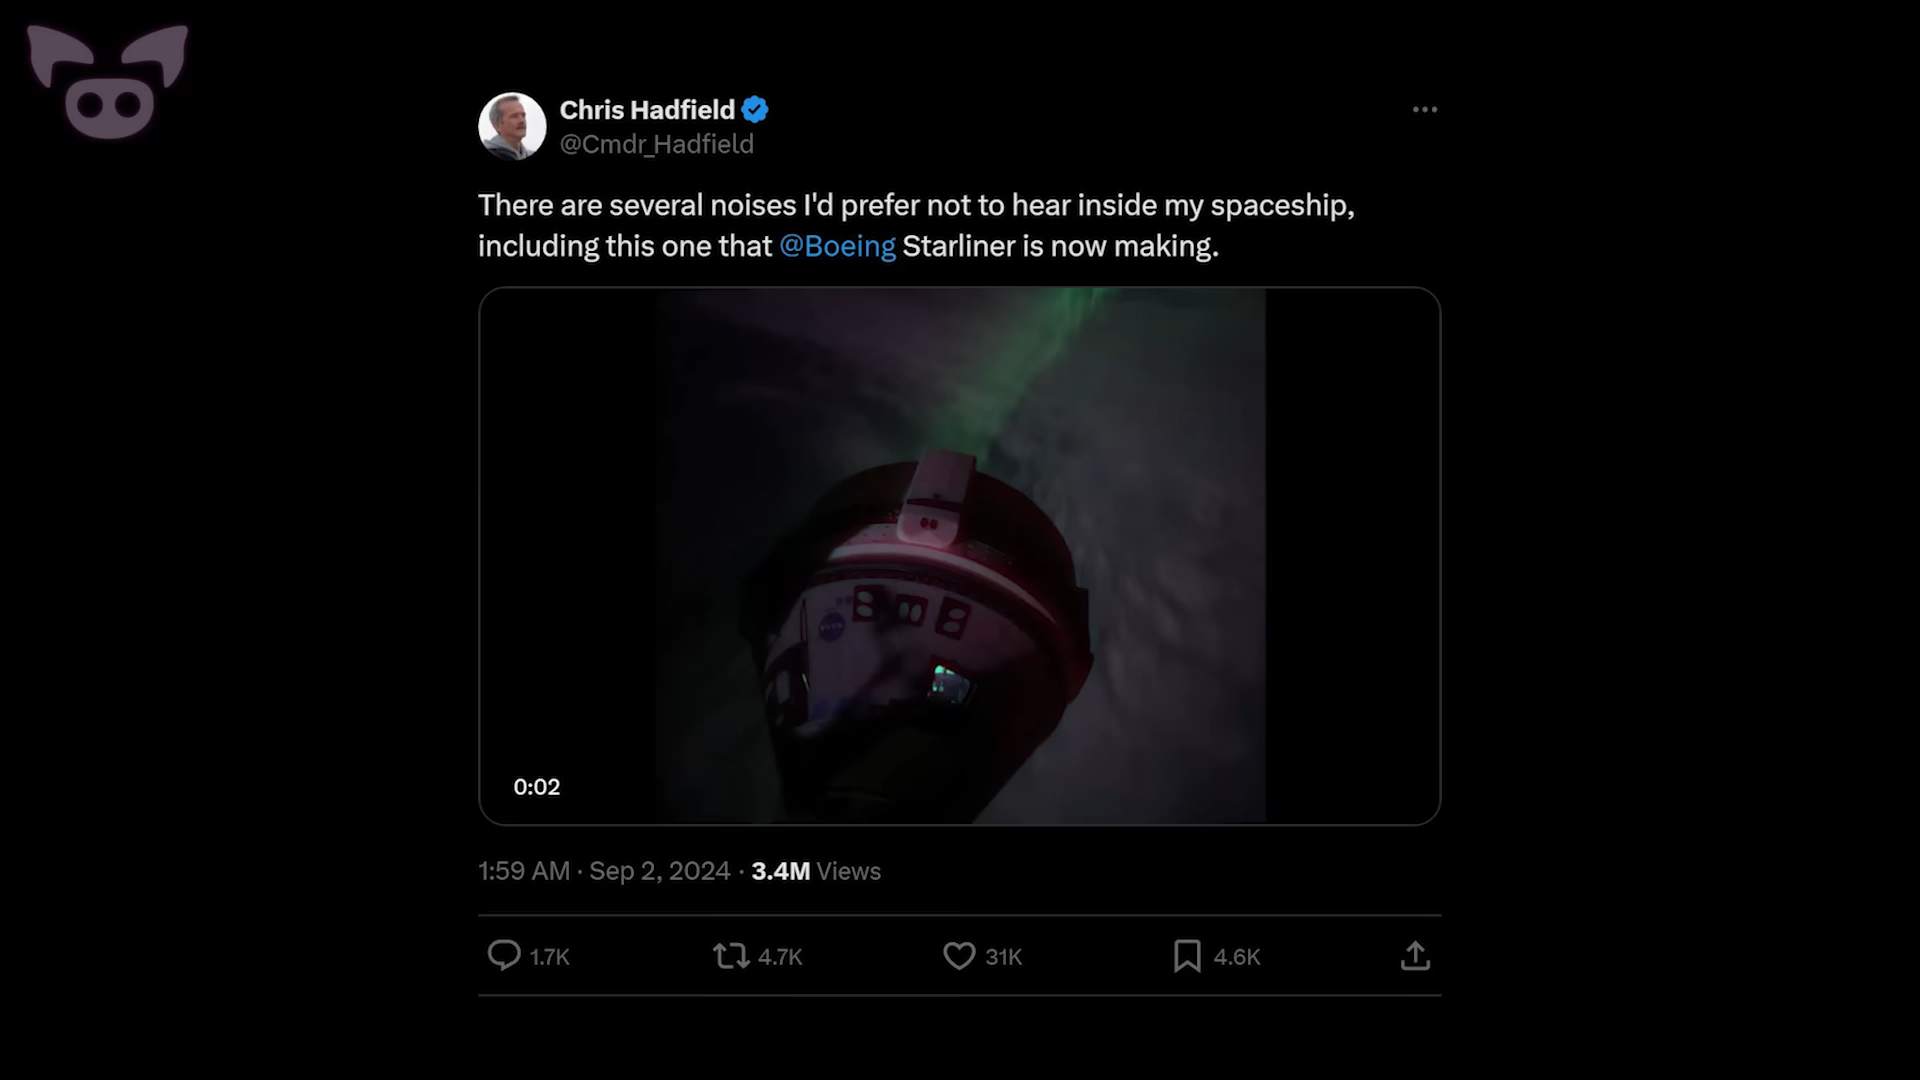 Chris Hadfield
@Cmdr_Hadfield
There are several noises I'd prefer not to hear inside my spaceship,
including this one that @Boeing Starliner is now making.
NASA
0:02
1:59 AM · Sep 2, 2024 · 3.4M Views
1.7K 4.7K 31K 4.6K